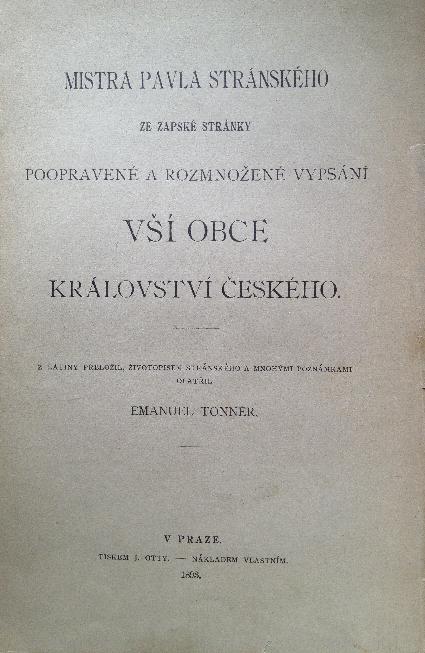 MISTRA PAVLA STRÁNSKÉHO
ZE ZAPSKÉ STRÁNKY
POOPRAVENÉ A ROZMNOŽENÉ VYPSÁNÍ
VŠÍ OBCE
KRÁLOVSTVÍ ČESKÉHO.
Z LATINY PŘELOŽIL, ŽIVOTOPISEM STRÁNSKÉHO A MNOHÝMI POZNÁMKAMI
OPATŘIL
EMANUEL TONNER.
V PRAZE.
TISKEM J. OTTY. — NÁKLADEM VLASTNÍM.
1893.